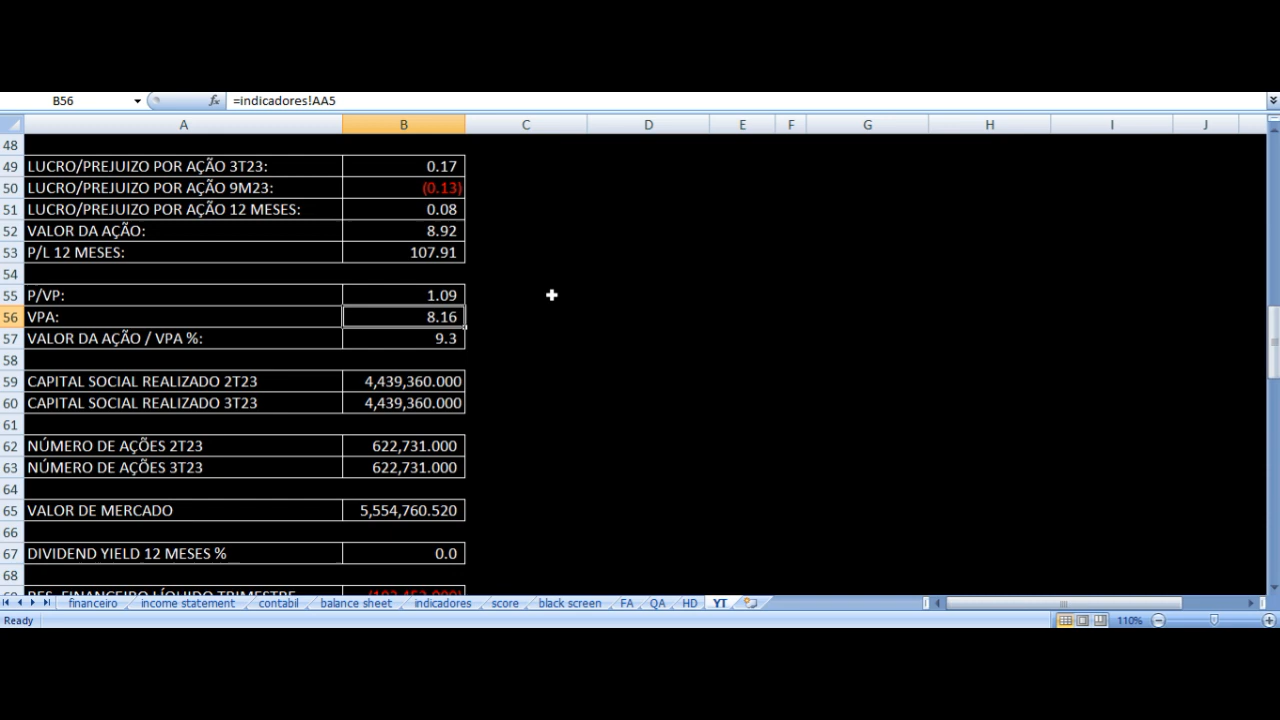 B56 =indicadores!AA5
A B C D E F G H I J
48
49 LUCRO/PREJUIZO POR AÇÃO 3T23: 0.17
50 LUCRO/PREJUIZO POR AÇÃO 9M23: (0.13)
51 LUCRO/PREJUIZO POR AÇÃO 12 MESES: 0.08
52 VALOR DA AÇÃO: 8.92
53 P/L 12 MESES: 107.91
54
55 P/VP: 1.09
56 VPA: 8.16
57 VALOR DA AÇÃO / VPA %: 9.3
58
59 CAPITAL SOCIAL REALIZADO 2T23 4,439,360.000
60 CAPITAL SOCIAL REALIZADO 3T23 4,439,360.000
61
62 NÚMERO DE AÇÕES 2T23 622,731.000
63 NÚMERO DE AÇÕES 3T23 622,731.000
64
65 VALOR DE MERCADO 5,554,760.520
66
67 DIVIDEND YIELD 12 MESES % 0.0
68
financeiro income statement contabil balance sheet indicadores score black screen FA QA HD YT
Ready 110%